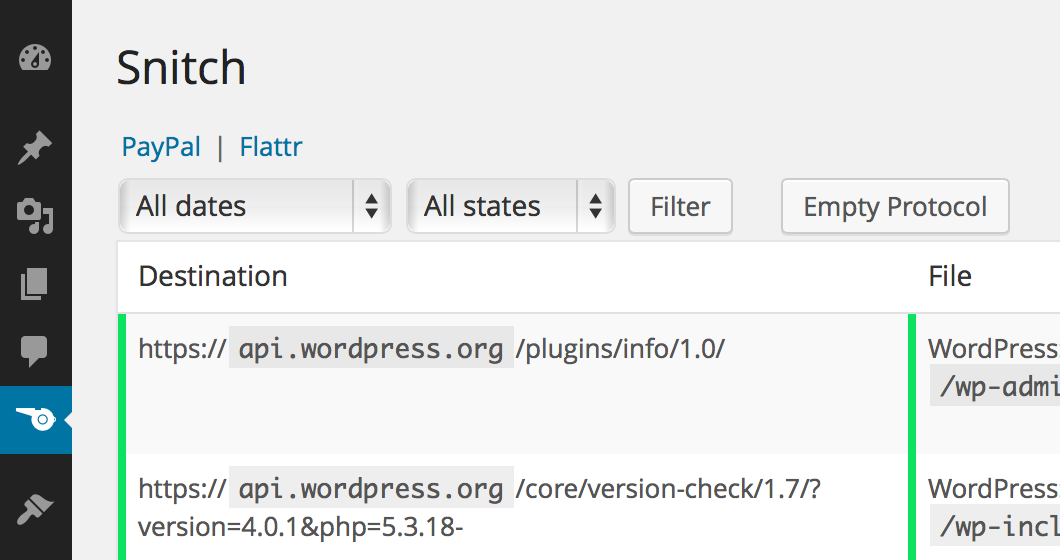 Snitch
PayPal | Flattr
All dates All states Filter Empty Protocol
Destination File
https:// api.wordpress.org /plugins/info/1.0/ WordPress:
/wp-admi
https:// api.wordpress.org /core/version-check/1.7/? WordPress:
version=4.0.1&php=5.3.18- /wp-incl